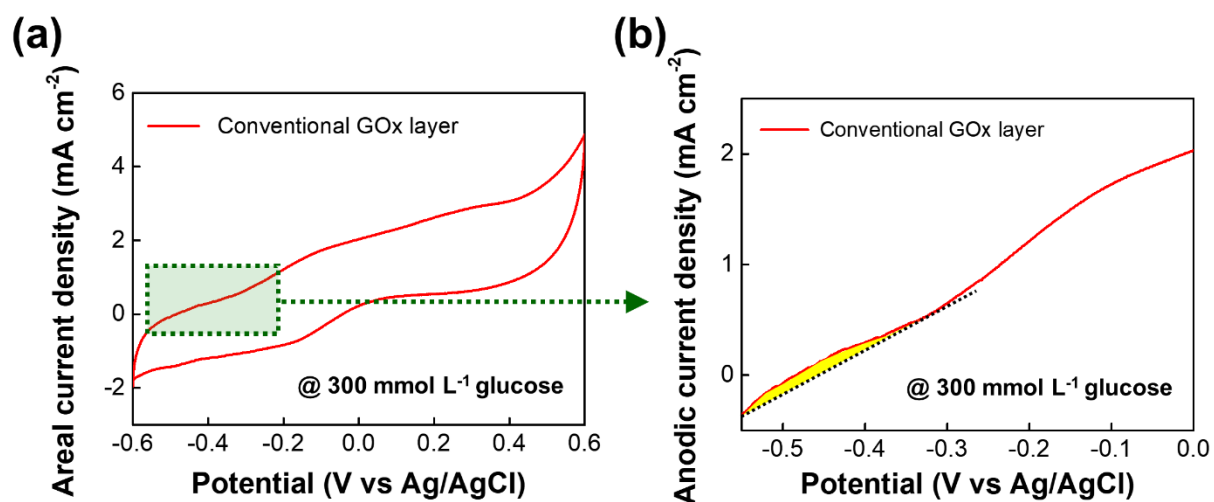 (a)
Areal current density (mA cm-2)
6
4
2
0
-2
Conventional GOx layer
@ 300 mmol L-1 glucose
-0.6 -0.4 -0.2 0.0 0.2 0.4 0.6
Potential (V vs Ag/AgCl)
(b)
Anodic current density (mA cm-2)
2
1
0
Conventional GOx layer
@ 300 mmol L-1 glucose
-0.5 -0.4 -0.3 -0.2 -0.1 0.0
Potential (V vs Ag/AgCl)